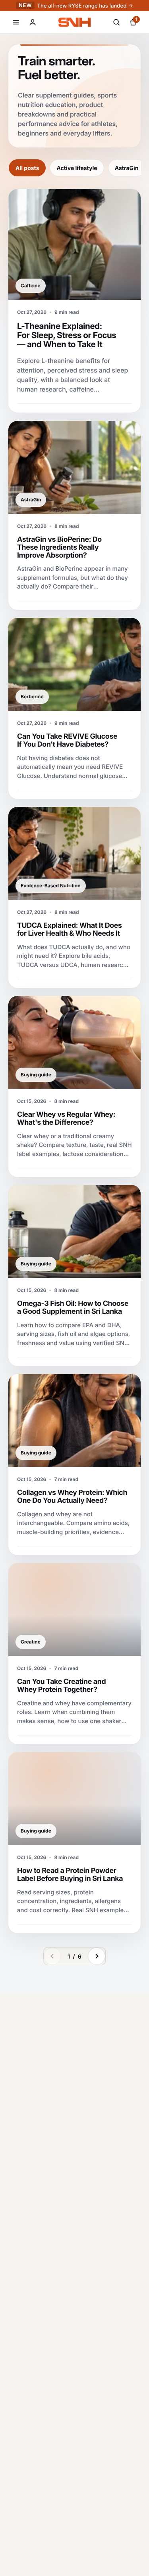 NEW The all-new RYSE range has landed →
SNH
1
Train smarter.
Fuel better.
Clear supplement guides, sports
nutrition education, product
breakdowns and practical
performance advice for athletes,
beginners and everyday lifters.
All posts
Active lifestyle
AstraGin
Caffeine
Oct 27, 2026 • 8 min read
L-Theanine Explained:
For Sleep, Stress or Focus
— and When to Take It
Explore L-theanine benefits for
attention, perceived stress and sleep
quality, with a balanced look at
human research, caffeine...
AstraGin
Oct 27, 2026 • 8 min read
AstraGin vs BioPerine: Do
These Ingredients Really
Improve Absorption?
AstraGin and BioPerine appear in many
supplement formulas, but what do they
actually do? Compare their...
Berberine
Oct 27, 2026 • 9 min read
Can You Take REVIVE Glucose
If You Don't Have Diabetes?
Not having diabetes does not
automatically mean you need REVIVE
Glucose. Understand normal glucose...
Evidence-Based Nutrition
Oct 27, 2026 • 9 min read
TUDCA Explained: What It Does
for Liver Health & Who Needs It
What does TUDCA actually do, and who
might need it? Explore bile acids,
TUDCA versus UDCA, human researc...
Buying guide
Oct 15, 2026 • 8 min read
Clear Whey vs Regular Whey:
What's the Difference?
Clear whey or a traditional creamy
shake? Compare texture, taste, real SNH
label examples, lactose consideration...
Buying guide
Oct 15, 2026 • 8 min read
Omega-3 Fish Oil: How to Choose
a Good Supplement in Sri Lanka
Learn how to compare EPA and DHA,
serving sizes, fish oil and algae options,
freshness and value using verified SN...
Buying guide
Oct 15, 2026 • 7 min read
Collagen vs Whey Protein: Which
One Do You Actually Need?
Collagen and whey are not
interchangeable. Compare amino acids,
muscle-building priorities, evidence...
Creatine
Oct 15, 2026 • 7 min read
Can You Take Creatine and
Whey Protein Together?
Creatine and whey have complementary
roles. Learn when combining them
makes sense, how to use one shaker...
Buying guide
Oct 15, 2026 • 8 min read
How to Read a Protein Powder
Label Before Buying in Sri Lanka
Read serving sizes, protein
concentration, ingredients, allergens
and cost correctly. Real SNH example...
1 / 6